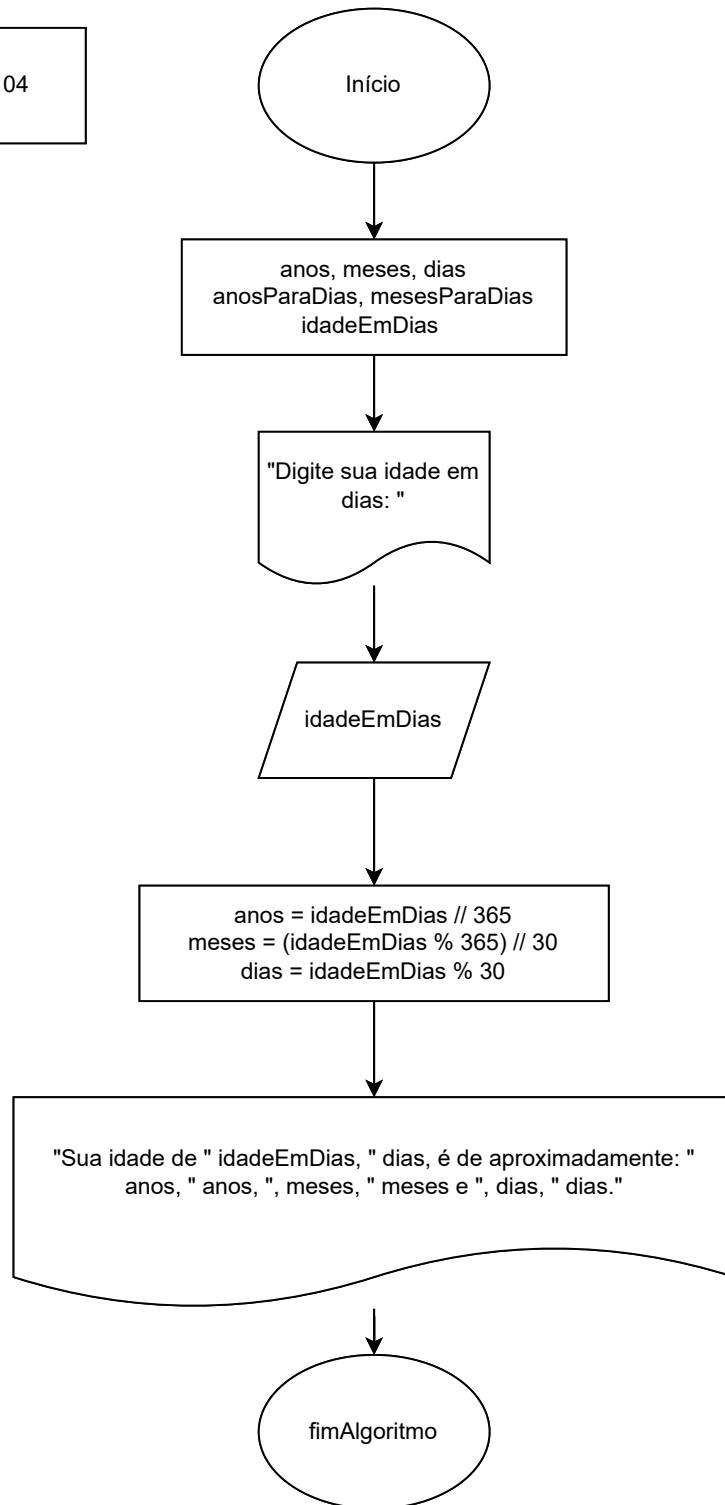 04
Início
anos, meses, dias
anosParaDias, mesesParaDias
idadeEmDias
"Digite sua idade em
dias: "
idadeEmDias
anos = idadeEmDias // 365
meses = (idadeEmDias % 365) // 30
dias = idadeEmDias % 30
"Sua idade de " idadeEmDias, " dias, é de aproximadamente: "
anos, " anos, ", meses, " meses e ", dias, " dias."
fimAlgoritmo